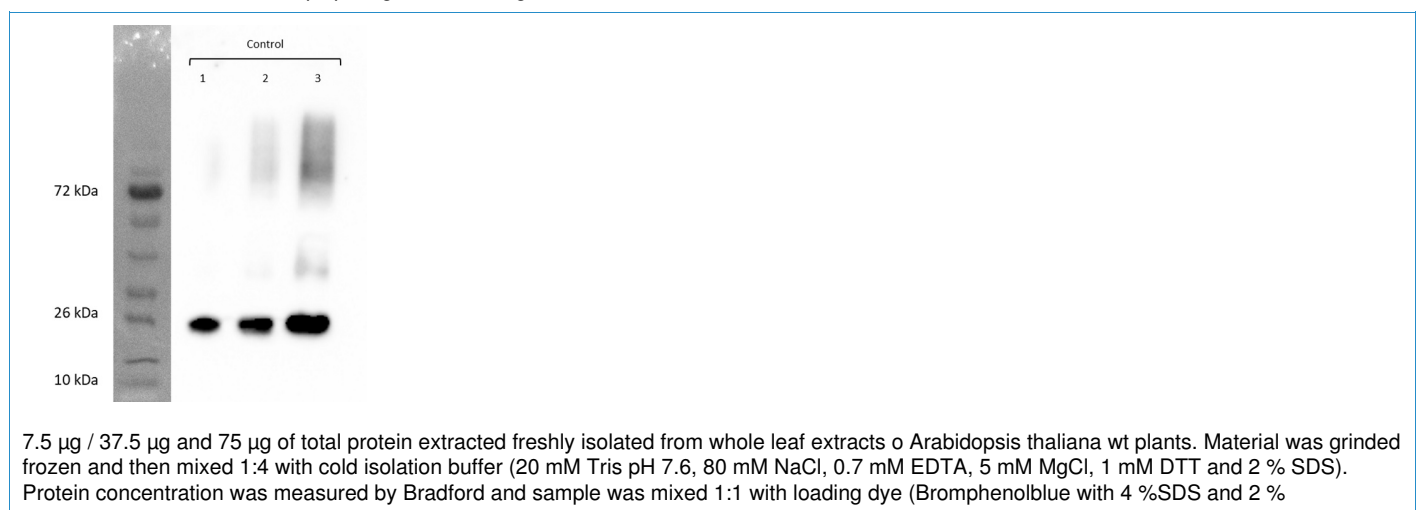 Control
1 2 3
72 kDa
26 kDa
10 kDa
7.5 µg / 37.5 µg and 75 µg of total protein extracted freshly isolated from whole leaf extracts o Arabidopsis thaliana wt plants. Material was grinded
frozen and then mixed 1:4 with cold isolation buffer (20 mM Tris pH 7.6, 80 mM NaCl, 0.7 mM EDTA, 5 mM MgCl, 1 mM DTT and 2 % SDS).
Protein concentration was measured by Bradford and sample was mixed 1:1 with loading dye (Bromphenolblue with 4 %SDS and 2 %